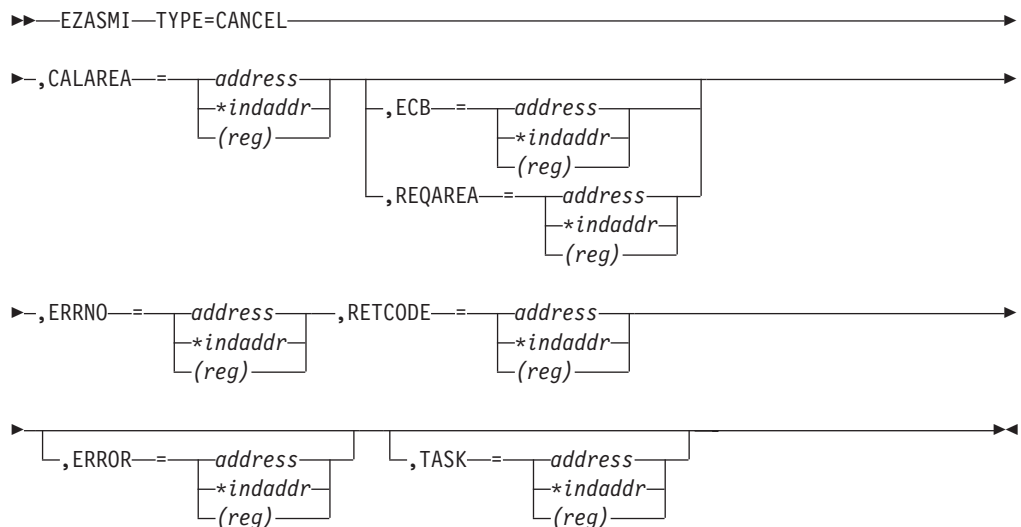 EZASMI TYPE=CANCEL
,CALAREA = address
*indaddr
(reg)
,ECB = address
*indaddr
(reg)
,REQAREA = address
*indaddr
(reg)
,ERRNO = address ,RETCODE = address
*indaddr *indaddr
(reg) (reg)
,ERROR = address ,TASK = address
*indaddr *indaddr
(reg) (reg)